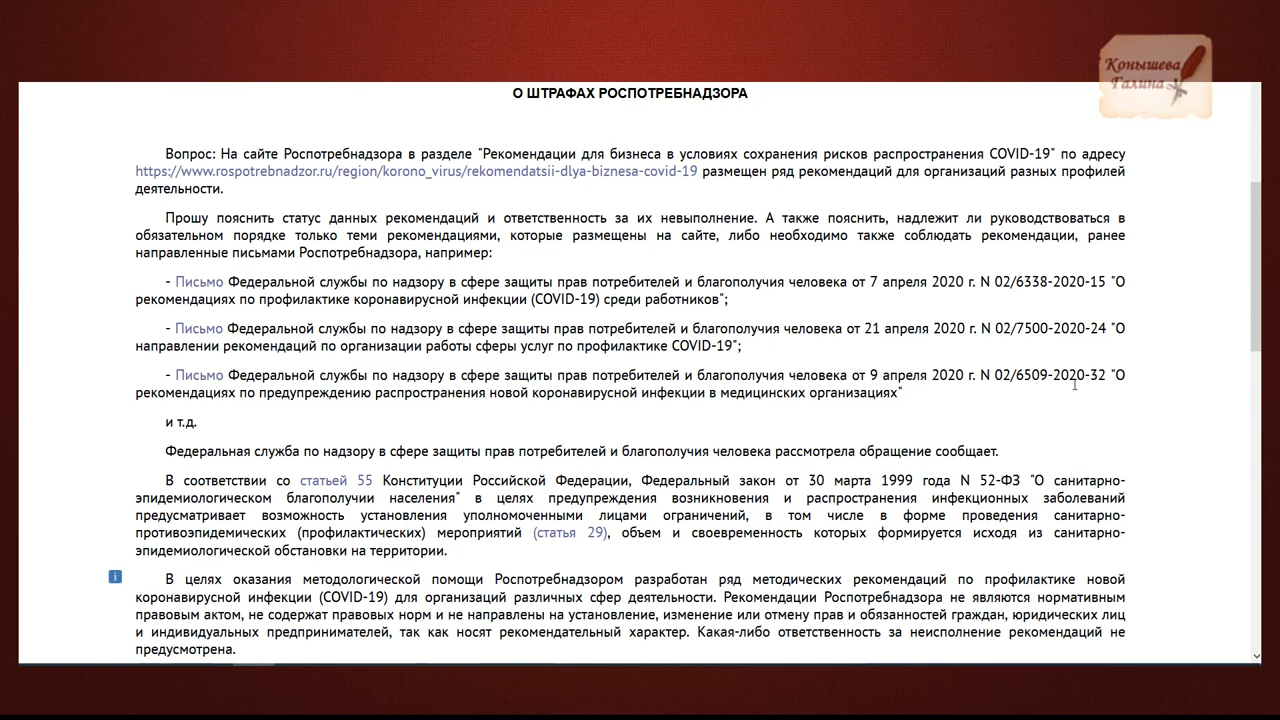 Конышева
Галина
О ШТРАФАХ РОСПОТРЕБНАДЗОРА
Вопрос: На сайте Роспотребнадзора в разделе "Рекомендации для бизнеса в условиях сохранения рисков распространения COVID-19" по адресу
https://www.rospotrebnadzor.ru/region/korono_virus/rekomendatsii-dlya-biznesa-covid-19 размещен ряд рекомендаций для организаций разных профилей
деятельности.
Прошу пояснить статус данных рекомендаций и ответственность за их невыполнение. А также пояснить, надлежит ли руководствоваться в
обязательном порядке только теми рекомендациями, которые размещены на сайте, либо необходимо также соблюдать рекомендации, ранее
направленные письмами Роспотребнадзора, например:
- Письмо Федеральной службы по надзору в сфере защиты прав потребителей и благополучия человека от 7 апреля 2020 г. N 02/6338-2020-15 "О
рекомендациях по профилактике коронавирусной инфекции (COVID-19) среди работников";
- Письмо Федеральной службы по надзору в сфере защиты прав потребителей и благополучия человека от 21 апреля 2020 г. N 02/7500-2020-24 "О
направлении рекомендаций по организации работы сферы услуг по профилактике COVID-19";
- Письмо Федеральной службы по надзору в сфере защиты прав потребителей и благополучия человека от 9 апреля 2020 г. N 02/6509-2020-32 "О
рекомендациях по предупреждению распространения новой коронавирусной инфекции в медицинских организациях"
и т.д.
Федеральная служба по надзору в сфере защиты прав потребителей и благополучия человека рассмотрела обращение сообщает.
В соответствии со статьей 55 Конституции Российской Федерации, Федеральный закон от 30 марта 1999 года N 52-ФЗ "О санитарно-
эпидемиологическом благополучии населения" в целях предупреждения возникновения и распространения инфекционных заболеваний
предусматривает возможность установления уполномоченными лицами ограничений, в том числе в форме проведения санитарно-
противоэпидемических (профилактических) мероприятий (статья 29), объем и своевременность которых формируется исходя из санитарно-
эпидемиологической обстановки на территории.
В целях оказания методологической помощи Роспотребнадзором разработан ряд методических рекомендаций по профилактике новой
коронавирусной инфекции (COVID-19) для организаций различных сфер деятельности. Рекомендации Роспотребнадзора не являются нормативным
правовым актом, не содержат правовых норм и не направлены на установление, изменение или отмену прав и обязанностей граждан, юридических лиц
и индивидуальных предпринимателей, так как носят рекомендательный характер. Какая-либо ответственность за неисполнение рекомендаций не
предусмотрена.